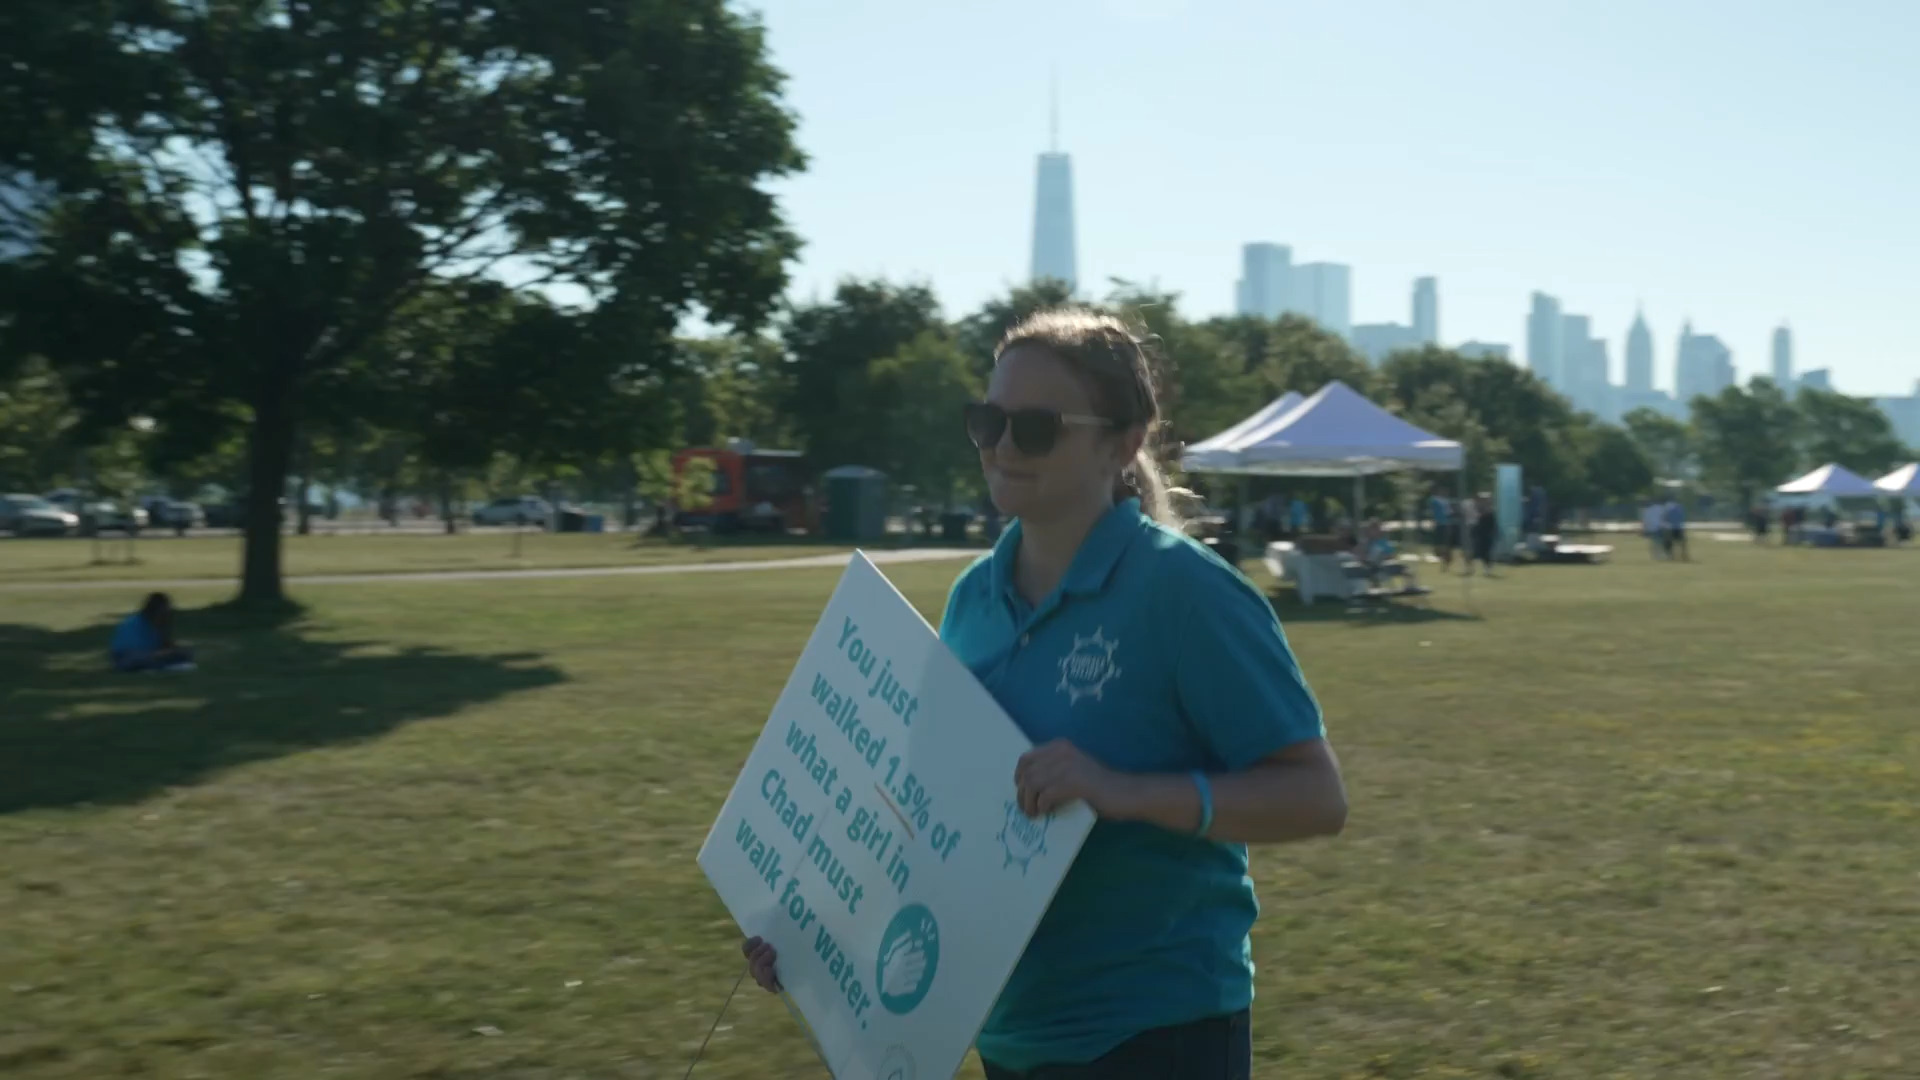 You just
walked 1.5% of
what a girl in
Chad must
walk for water.